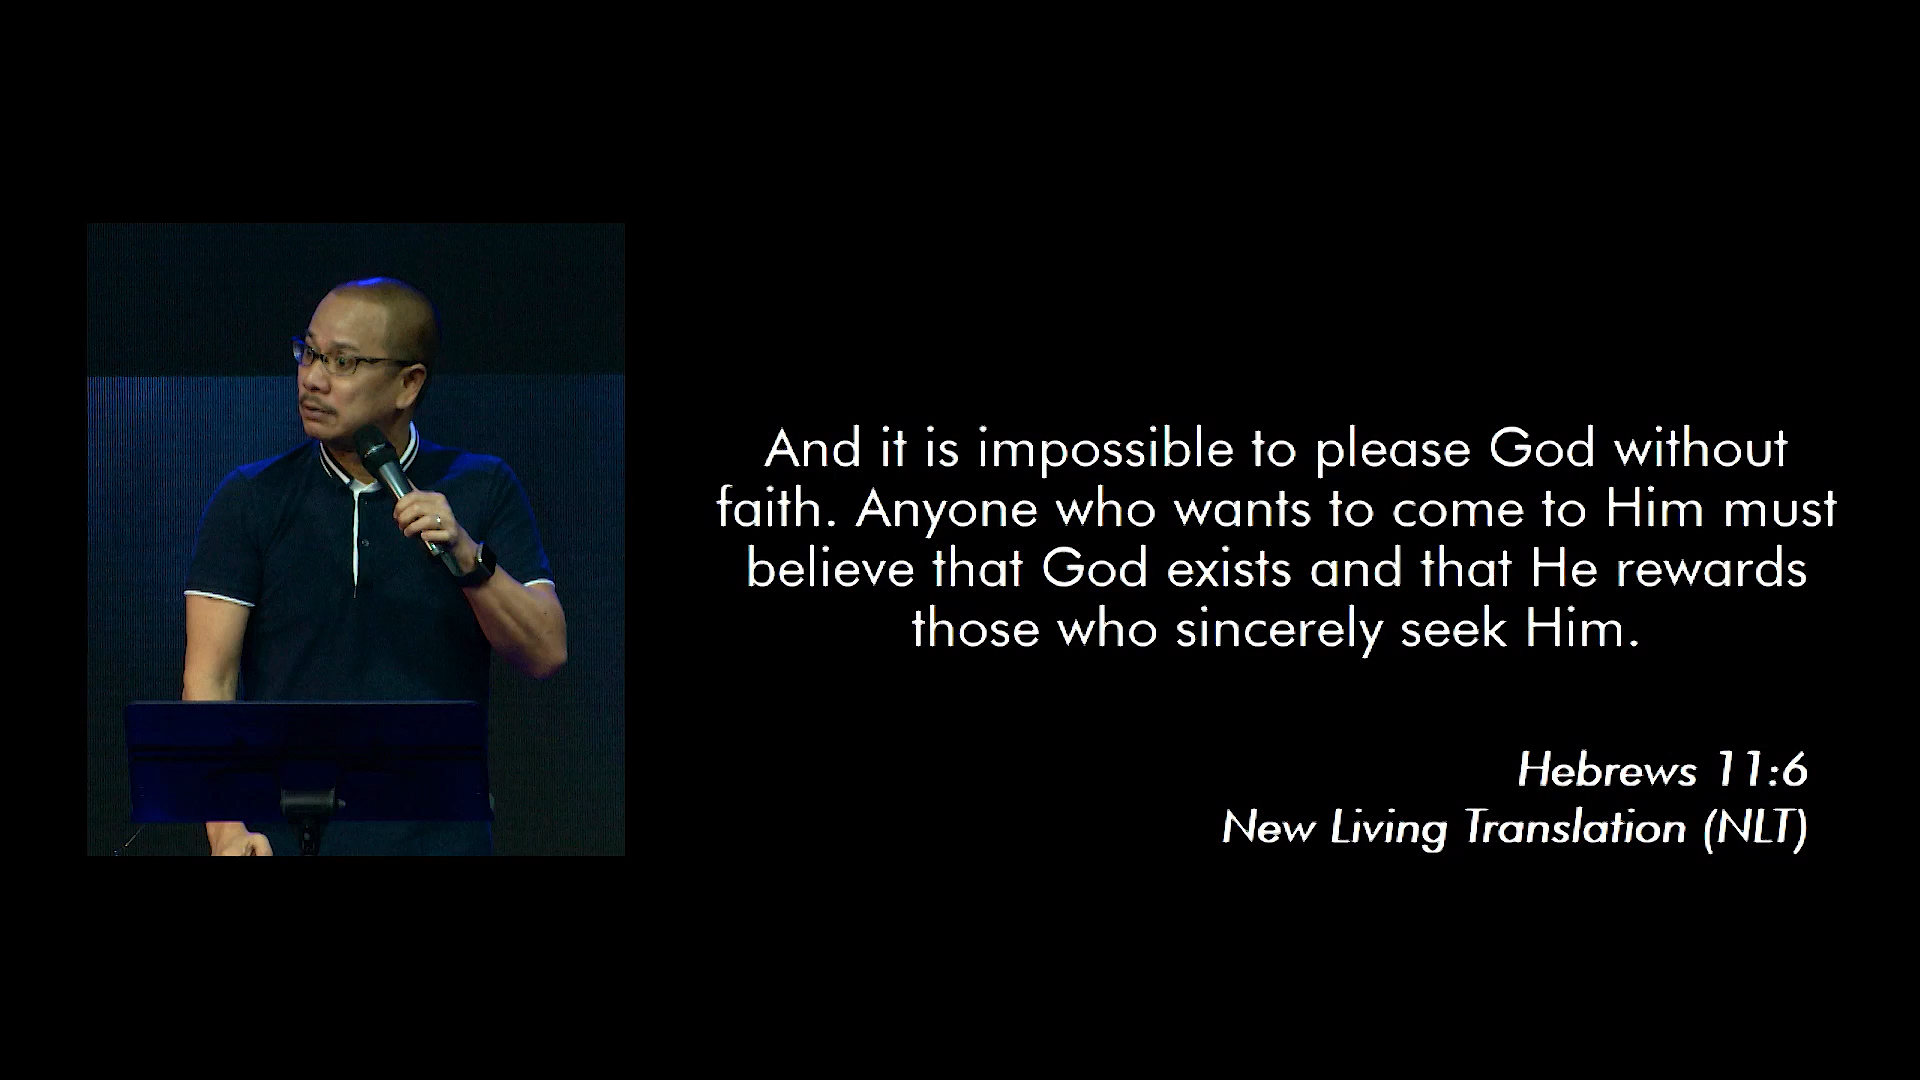 And it is impossible to please God without
faith. Anyone who wants to come to Him must
believe that God exists and that He rewards
those who sincerely seek Him.
Hebrews 11:6
New Living Translation (NLT)